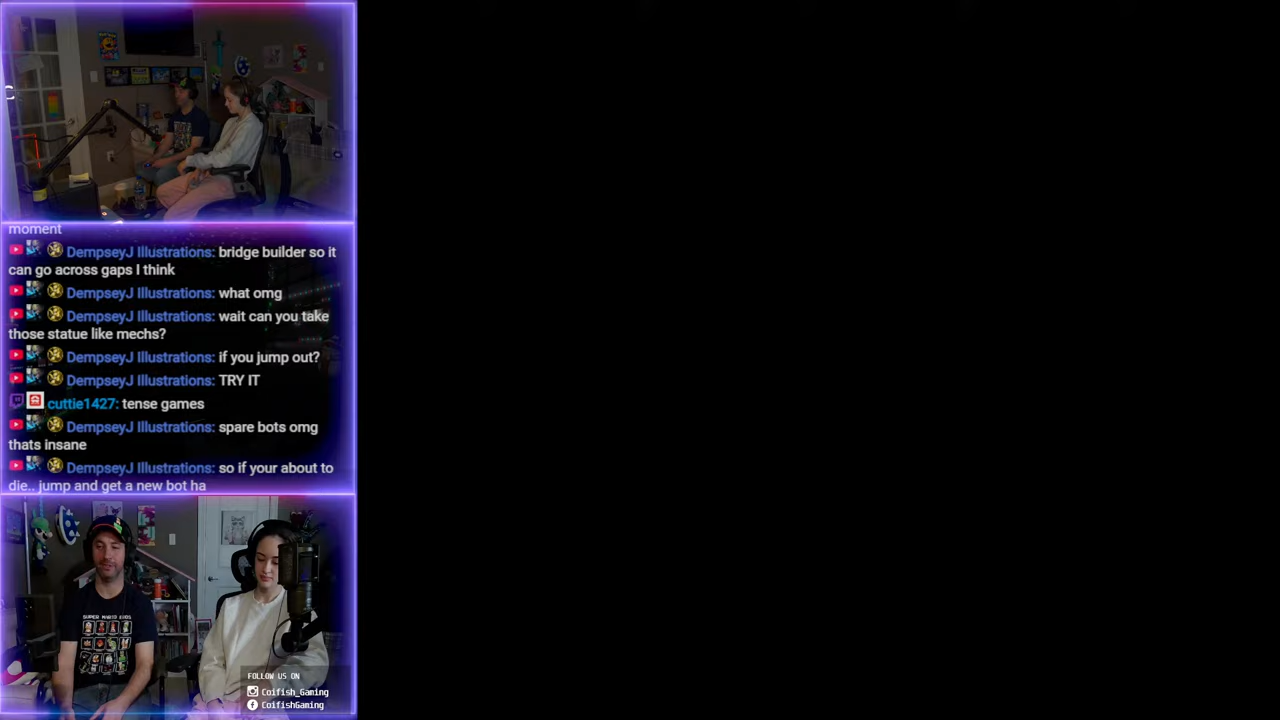 moment
DempseyJ Illustrations: bridge builder so it
can go across gaps I think
DempseyJ Illustrations: what omg
DempseyJ Illustrations: wait can you take
those statue like mechs?
DempseyJ Illustrations: if you jump out?
DempseyJ Illustrations: TRY IT
cuttie1427: tense games
DempseyJ Illustrations: spare bots omg
thats insane
DempseyJ Illustrations: so if your about to
die.. jump and get a new bot ha
SUPER MARIO BROS
FOLLOW US ON
Coifish_Gaming
CoifishGaming